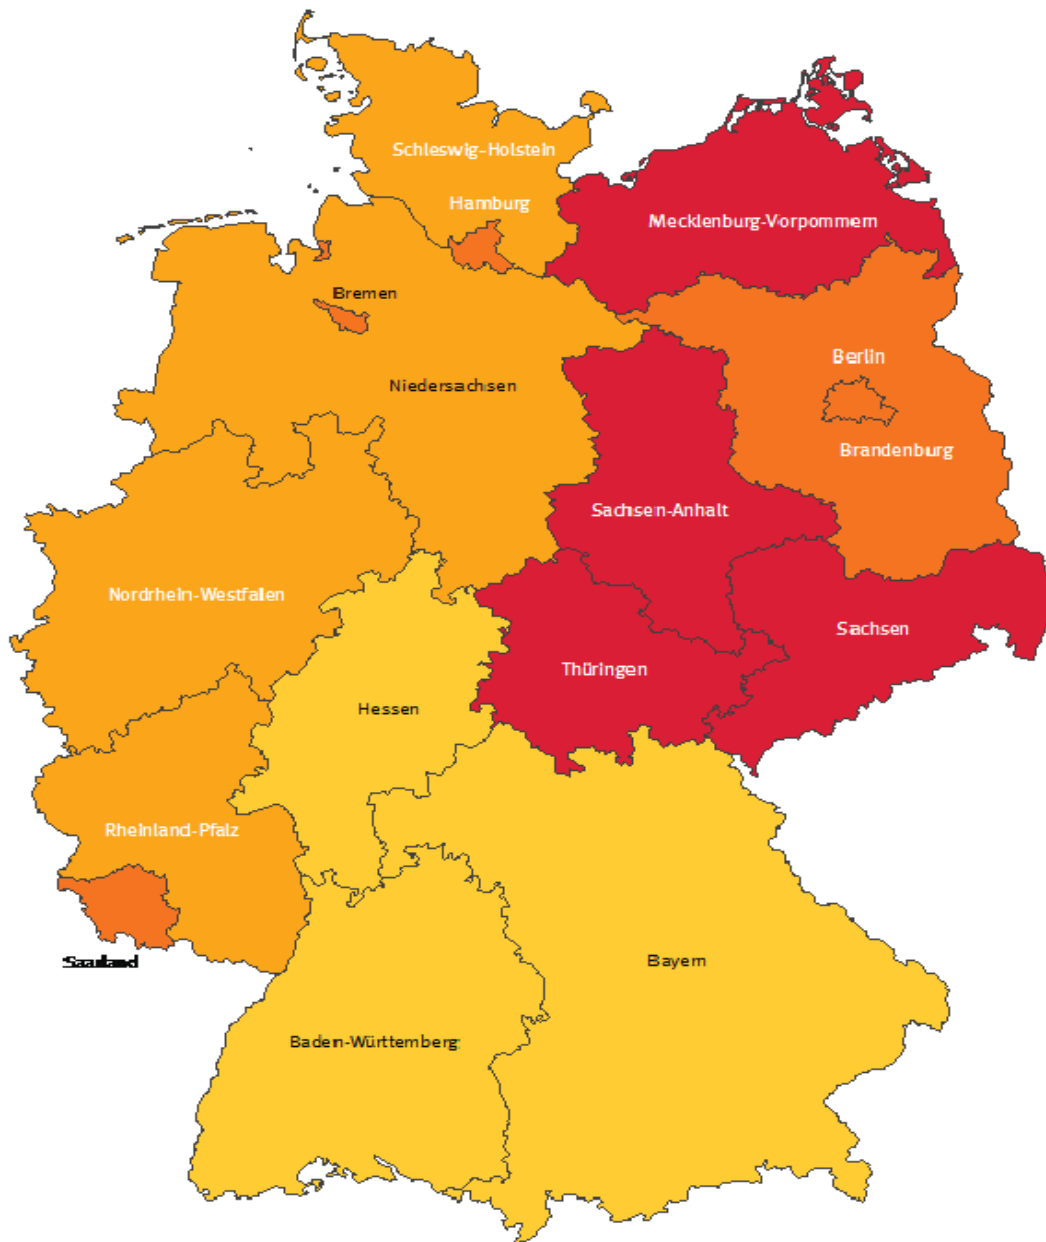 Schleswig-Holstein
Hamburg
Mecklenburg-Vorpommern
Bremen
Berlin
Niedersachsen
Brandenburg
Sachsen-Anhalt
Nordrhein-Westfalen
Sachsen
Thüringen
Hessen
Rheinland-Pfalz
Saarland
Bayern
Baden-Württemberg